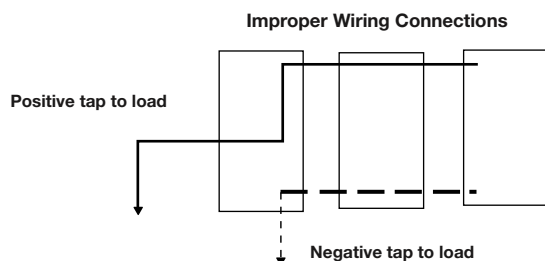 Improper Wiring Connections
Positive tap to load
Negative tap to load